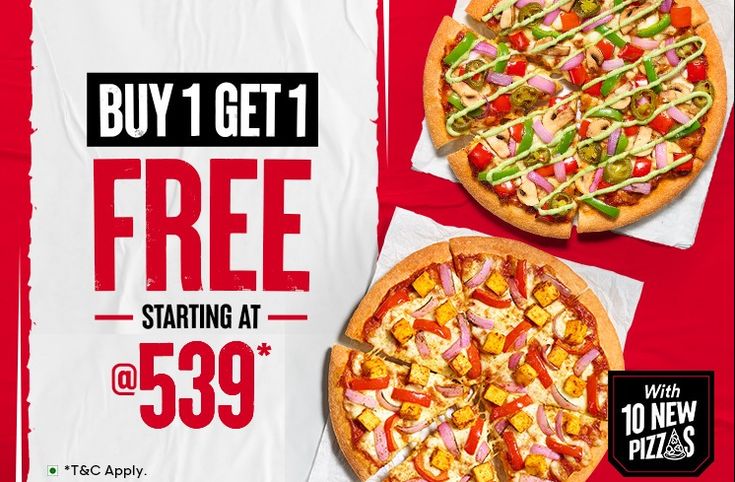 BUY 1 GET 1
FREE
STARTING AT
@539*
*T&C Apply.
With
10 NEW
PIZZAS